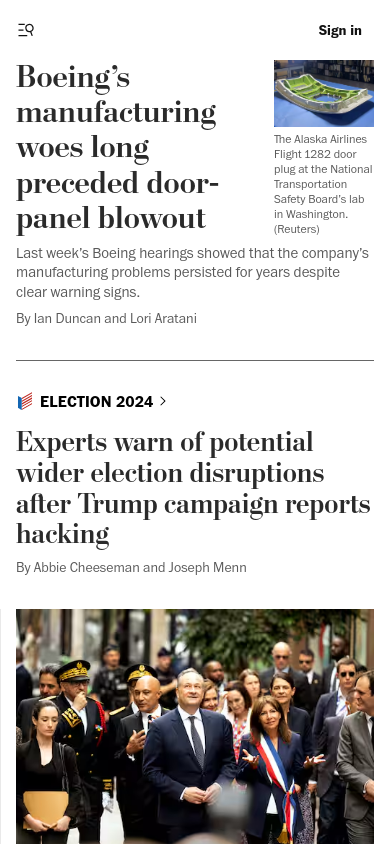 Sign in
Boeing’s
manufacturing
woes long
preceded door-
panel blowout
The Alaska Airlines
Flight 1282 door
plug at the National
Transportation
Safety Board’s lab
in Washington.
(Reuters)
Last week’s Boeing hearings showed that the company’s
manufacturing problems persisted for years despite
clear warning signs.
By Ian Duncan and Lori Aratani
ELECTION 2024
Experts warn of potential
wider election disruptions
after Trump campaign reports
hacking
By Abbie Cheeseman and Joseph Menn